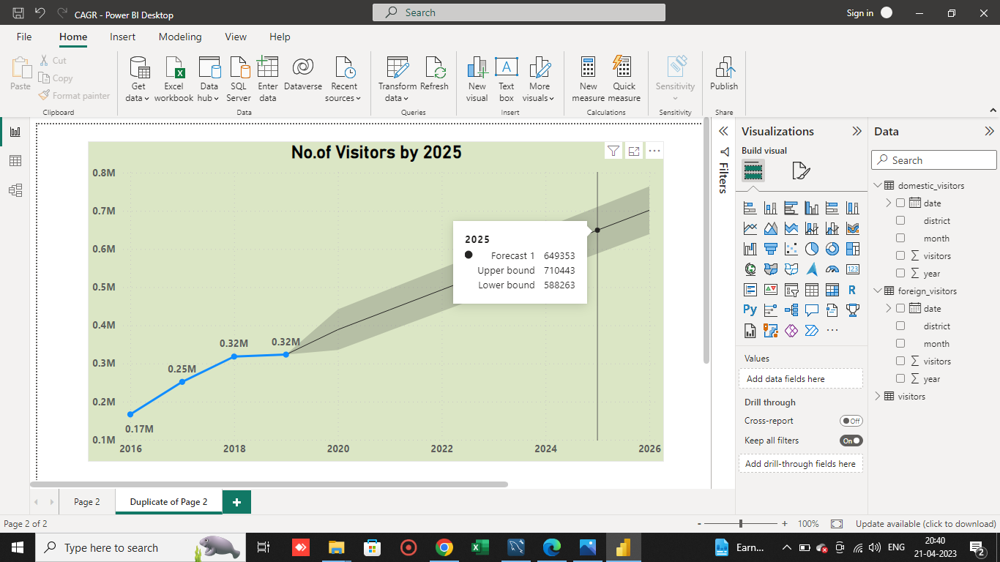 CAGR - Power BI Desktop
Search
Sign in
File Home Insert Modeling View Help
Paste
Cut
Copy
Format painter
Clipboard
Get data
Excel workbook
Data hub
SQL Server
Enter data
Dataverse
Recent sources
Data
Transform data
Refresh
Queries
New visual
Text box
More visuals
Insert
New measure
Quick measure
Calculations
Sensitivity
Sensitivity
Publish
Share
No.of Visitors by 2025
0.8M
0.7M
0.6M
0.5M
0.4M
0.3M
0.2M
0.1M
0.17M
0.25M
0.32M
0.32M
2016 2018 2020 2022 2024 2026
2025
Forecast 1 649353
Upper bound 710443
Lower bound 588263
Filters
Visualizations
Build visual
123
R
Py
Values
Add data fields here
Drill through
Cross-report Off
Keep all filters On
Add drill-through fields here
Data
Search
domestic_visitors
date
district
month
visitors
year
foreign_visitors
date
district
month
visitors
year
visitors
Page 2
Duplicate of Page 2
Page 2 of 2
- + 100%
Update available (click to download)
Type here to search
Earn...
ENG
20:40
21-04-2023
2